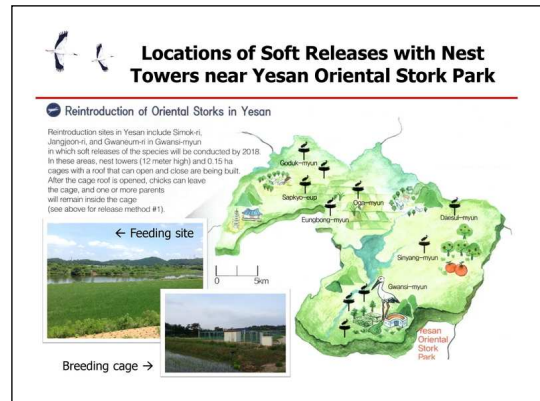 Locations of Soft Releases with Nest
Towers near Yesan Oriental Stork Park
Reintroduction of Oriental Storks in Yesan
Reintroduction sites in Yesan include Simok-ri,
Jangjeon-ri, and Gwaneum-ri in Gwansi-myun
in which soft releases of the species will be conducted by 2018.
In these areas, nest towers (12 meter high) and 0.15 ha
cages with a roof that can open and close are being built.
After the cage roof is opened, chicks can leave
the cage, and one or more parents
will remain inside the cage
(see above for release method #1).
← Feeding site
Breeding cage →
0 5km
Goduk-myun
Sapkyo-eup
Oga-myun
Eungbong-myun
Daesul-myun
Sinyang-myun
Gwansi-myun
Yesan
Oriental
Stork
Park